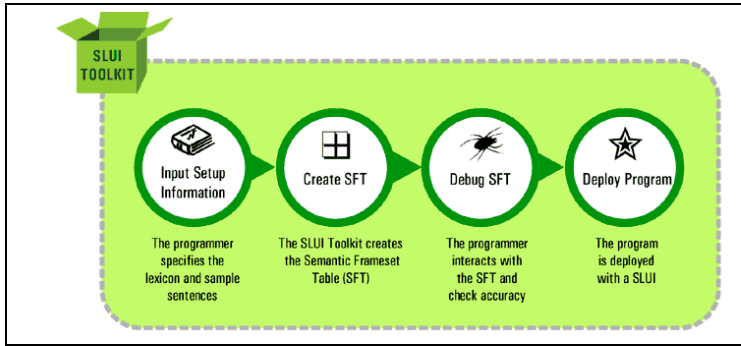 SLUI
TOOLKIT
Input Setup
Information
Create SFT
Debug SFT
Deploy Program
The programmer
specifies the
lexicon and sample
sentences
The SLUI Toolkit creates
the Semantic Frameset
Table (SFT)
The programmer
interacts with
the SFT and
check accuracy
The program
is deployed
with a SLUI